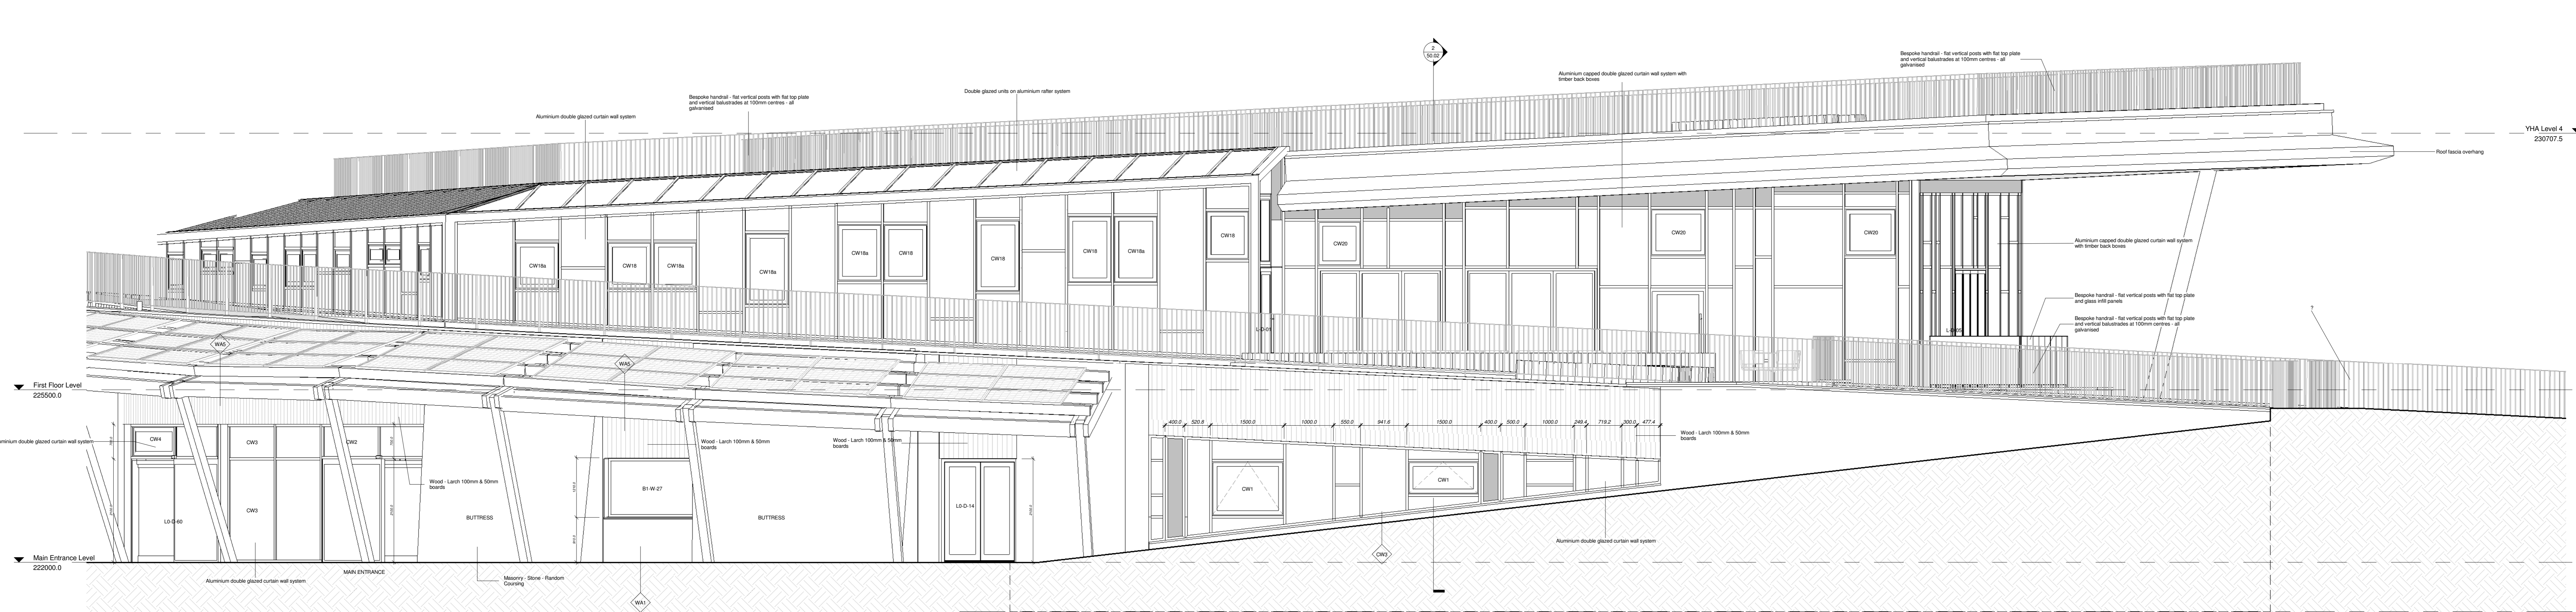 2
50.02
Bespoke handrail - flat vertical posts with flat top plate
and vertical balustrades at 100mm centres - all
galvanised
Aluminium capped double glazed curtain wall system with
timber back boxes
Double glazed units on aluminium rafter system
Bespoke handrail - flat vertical posts with flat top plate
and vertical balustrades at 100mm centres - all
galvanised
Aluminium double glazed curtain wall system
YHA Level 4
230707.5
Roof fascia overhang
CW18a
CW18
CW18a
CW18a
CW18a
CW18
CW18
CW18
CW18a
CW18
CW20
CW20
CW20
Aluminium capped double glazed curtain wall system
with timber back boxes
Bespoke handrail - flat vertical posts with flat top plate
and glass infill panels
?
Bespoke handrail - flat vertical posts with flat top plate
and vertical balustrades at 100mm centres - all
galvanised
WA5
WA5
First Floor Level
225500.0
400.0 520.8 1500.0 1000.0 550.0 941.6 1500.0 400.0 500.0 1000.0 249.4 719.2 300.0 477.4
Wood - Larch 100mm & 50mm
boards
uminium double glazed curtain wall system
CW4
CW3
CW2
Wood - Larch 100mm & 50mm
boards
Wood - Larch 100mm & 50mm
boards
Wood - Larch 100mm & 50mm
boards
CW1
CW1
B1-W-27
L0-D-14
L0-D-60
CW3
BUTTRESS
BUTTRESS
Aluminium double glazed curtain wall system
CW3
Main Entrance Level
222000.0
MAIN ENTRANCE
Aluminium double glazed curtain wall system
Masonry - Stone - Random
Coursing
WA1